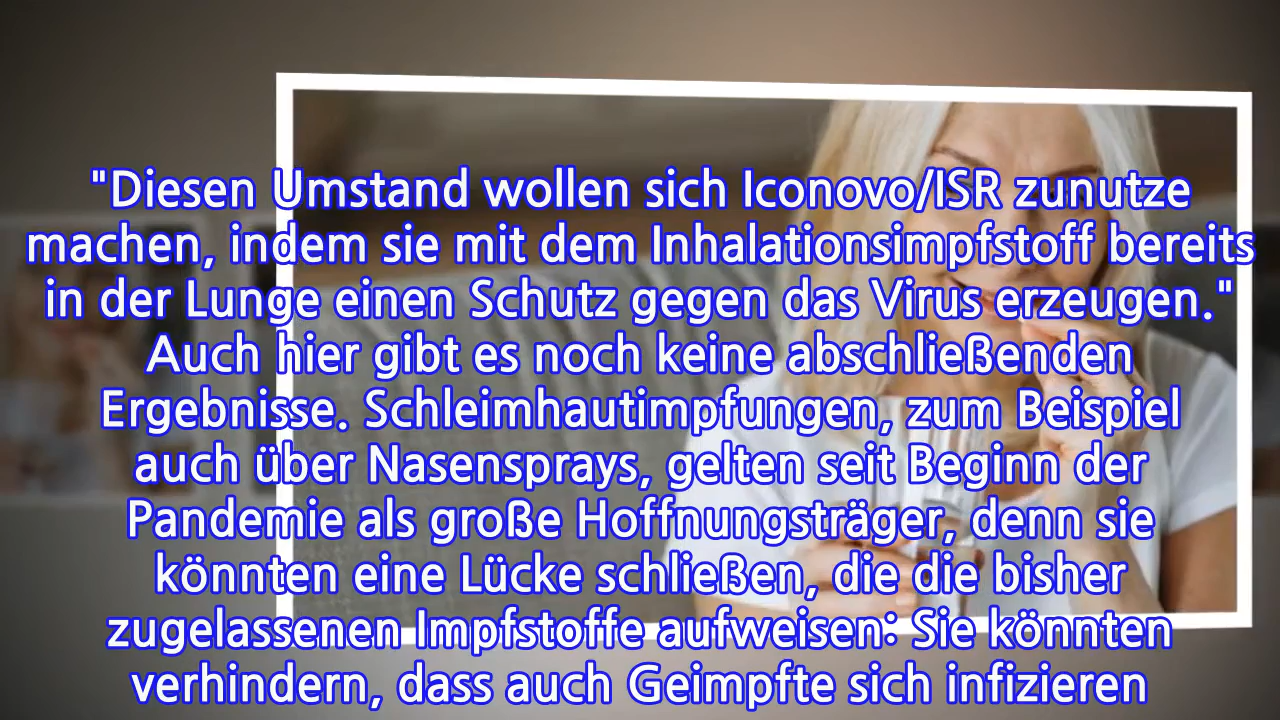 "Diesen Umstand wollen sich Iconovo/ISR zunutze
machen, indem sie mit dem Inhalationsimpfstoff bereits
in der Lunge einen Schutz gegen das Virus erzeugen."
Auch hier gibt es noch keine abschließenden
Ergebnisse. Schleimhautimpfungen, zum Beispiel
auch über Nasensprays, gelten seit Beginn der
Pandemie als große Hoffnungsträger, denn sie
könnten eine Lücke schließen, die die bisher
zugelassenen Impfstoffe aufweisen: Sie könnten
verhindern, dass auch Geimpfte sich infizieren